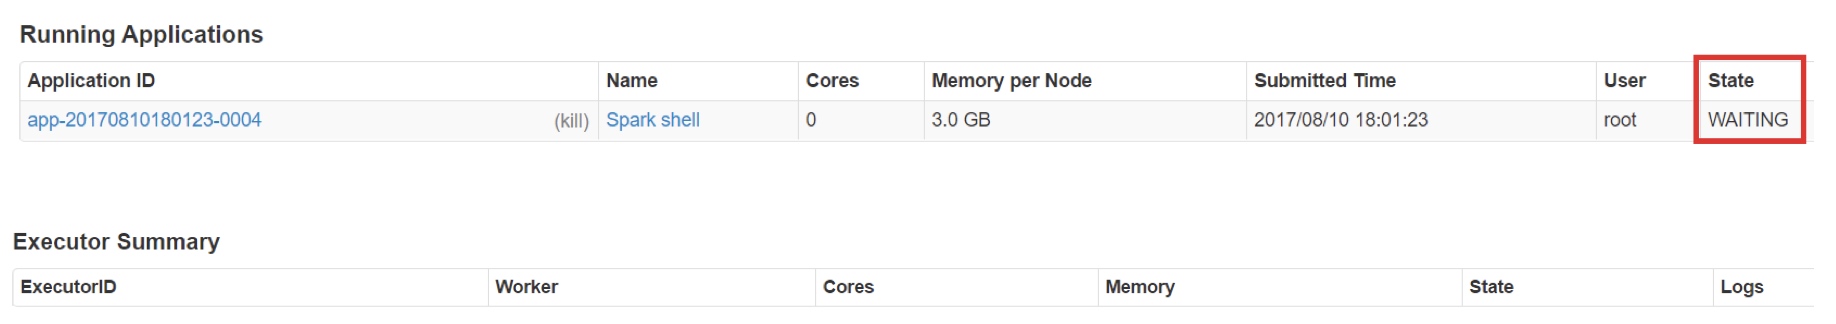 Running Applications
Application ID Name Cores Memory per Node Submitted Time User State
app-20170810180123-0004 (kill) Spark shell 0 3.0 GB 2017/08/10 18:01:23 root WAITING
Executor Summary
ExecutorID Worker Cores Memory State Logs